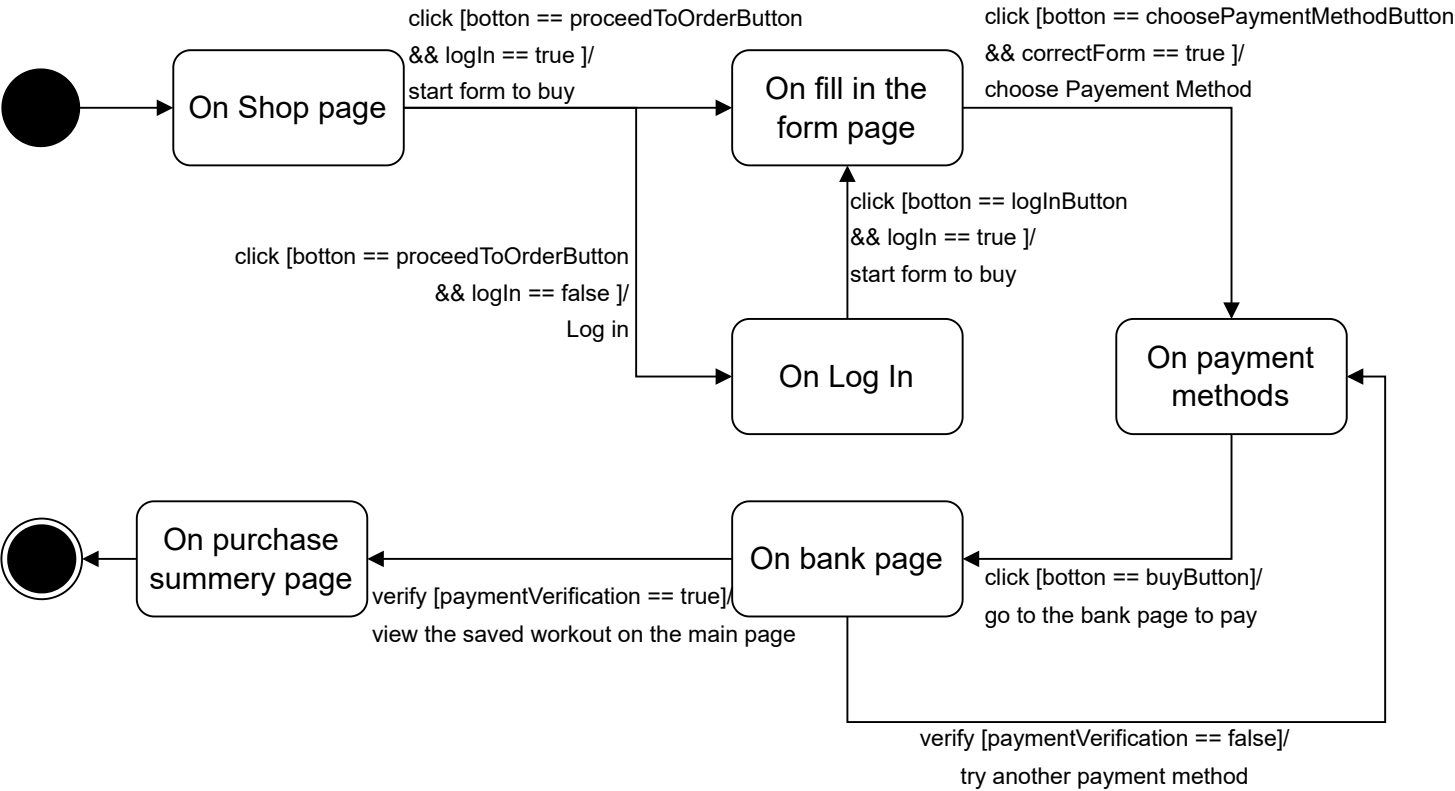 click [botton == proceedToOrderButton
&& logIn == true ]/
start form to buy
click [botton == choosePaymentMethodButton
&& correctForm == true ]/
choose Payement Method
On Shop page
On fill in the
form page
click [botton == logInButton
&& logIn == true ]/
start form to buy
click [botton == proceedToOrderButton
&& logIn == false ]/
Log in
On Log In
On payment
methods
On purchase
summery page
On bank page
click [botton == buyButton]/
go to the bank page to pay
verify [paymentVerification == true]/
view the saved workout on the main page
verify [paymentVerification == false]/
try another payment method